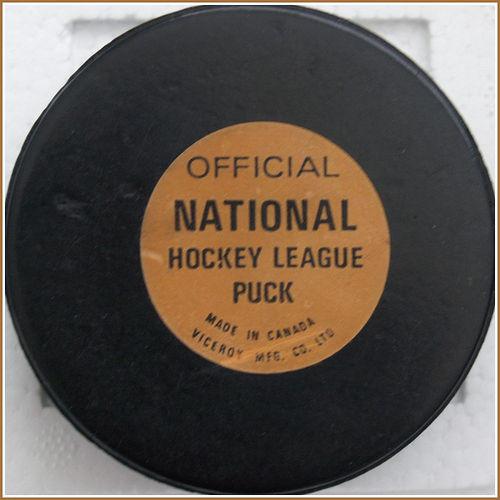 OFFICIAL
NATIONAL
HOCKEY LEAGUE
PUCK
MADE IN CANADA
VICEROY MFG. CO. LTD